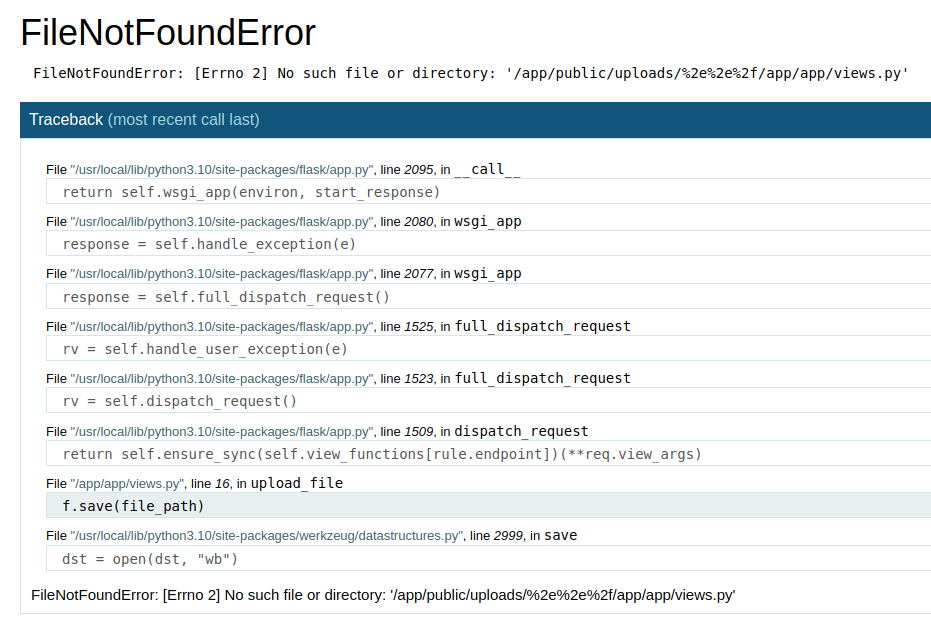 FileNotFoundError
FileNotFoundError: [Errno 2] No such file or directory: '/app/public/uploads/%2e%2e%2f/app/app/views.py'
Traceback (most recent call last)
File "/usr/local/lib/python3.10/site-packages/flask/app.py", line 2095, in __call__
return self.wsgi_app(environ, start_response)
File "/usr/local/lib/python3.10/site-packages/flask/app.py", line 2080, in wsgi_app
response = self.handle_exception(e)
File "/usr/local/lib/python3.10/site-packages/flask/app.py", line 2077, in wsgi_app
response = self.full_dispatch_request()
File "/usr/local/lib/python3.10/site-packages/flask/app.py", line 1525, in full_dispatch_request
rv = self.handle_user_exception(e)
File "/usr/local/lib/python3.10/site-packages/flask/app.py", line 1523, in full_dispatch_request
rv = self.dispatch_request()
File "/usr/local/lib/python3.10/site-packages/flask/app.py", line 1509, in dispatch_request
return self.ensure_sync(self.view_functions[rule.endpoint])(**req.view_args)
File "/app/app/views.py", line 16, in upload_file
f.save(file_path)
File "/usr/local/lib/python3.10/site-packages/werkzeug/datastructures.py", line 2999, in save
dst = open(dst, "wb")
FileNotFoundError: [Errno 2] No such file or directory: '/app/public/uploads/%2e%2e%2f/app/app/views.py'